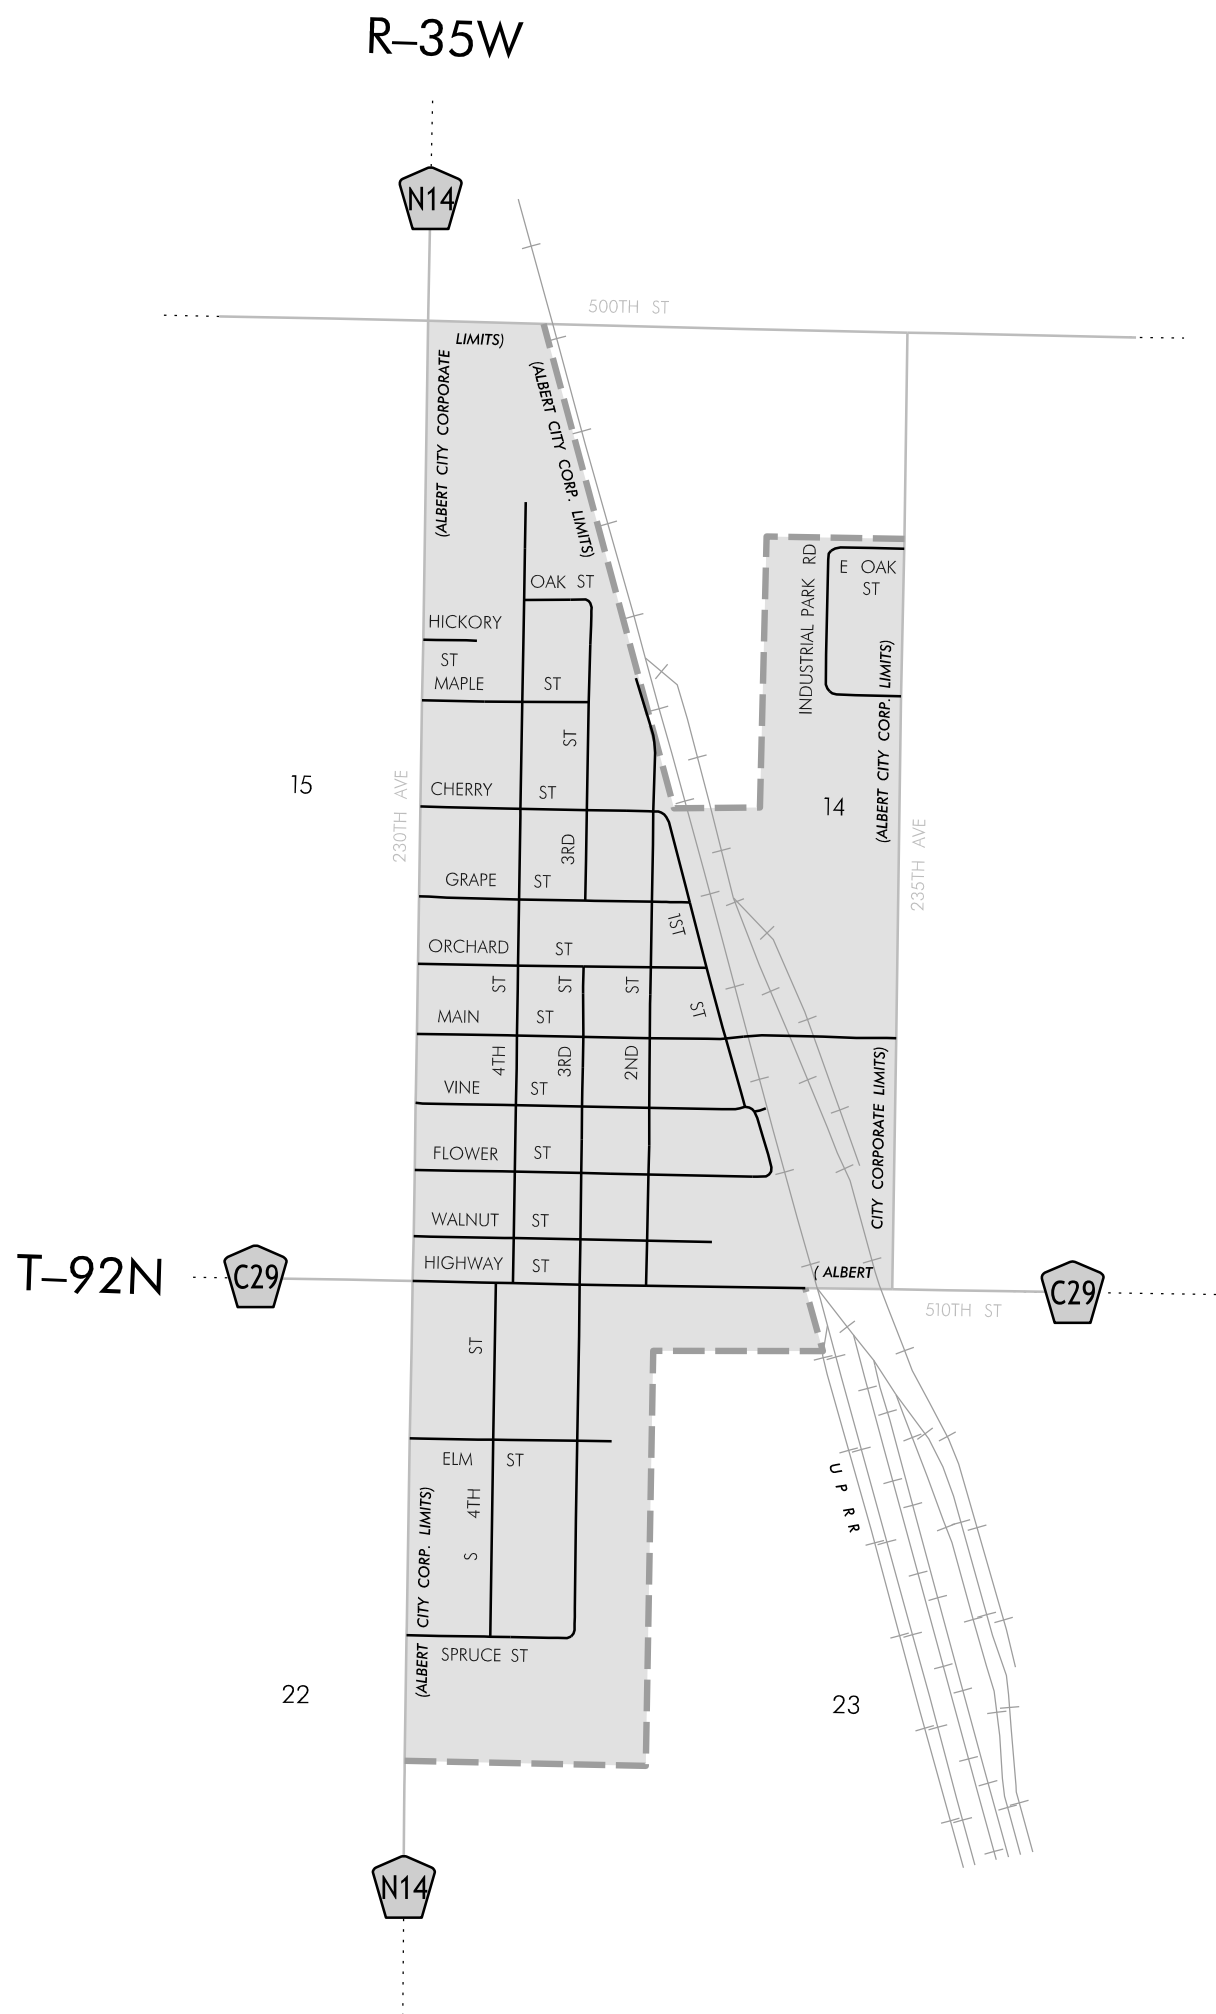 R–35W
N14
500TH ST
LIMITS)
(ALBERT CITY CORPORATE
(ALBERT CITY CORP. LIMITS)
INDUSTRIAL PARK RD
E OAK
ST
OAK ST
HICKORY
ST
MAPLE ST
ST
(ALBERT CITY CORP. LIMITS)
15
230TH AVE
CHERRY ST
14
235TH AVE
3RD
GRAPE ST
1ST
ORCHARD ST
ST
ST
ST
ST
MAIN ST
4TH
3RD
2ND
CITY CORPORATE LIMITS)
VINE ST
FLOWER ST
WALNUT ST
HIGHWAY ST
( ALBERT
T–92N
C29
C29
510TH ST
ST
ELM ST
4TH
S
U P R R
(ALBERT CITY CORP. LIMITS)
SPRUCE ST
22
23
N14